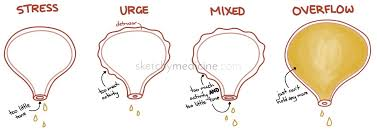 STRESS
URGE
MIXED
OVERFLOW
detrusor
sketchymedicine.com
too little
tone
too much
activity
too much
activity AND
too little tone
just can't
hold any more